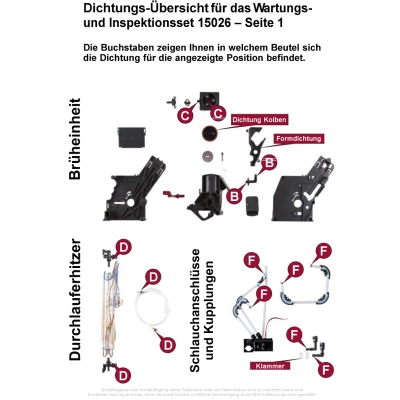 Dichtungs-Übersicht für das Wartungs-
und Inspektionsset 15026 – Seite 1
Die Buchstaben zeigen Ihnen in welchem Beutel sich
die Dichtung für die angezeigte Position befindet.
Brüheinheit
C
C
Dichtung Kolben
Formdichtung
B
B
Durchlauferhitzer
D
D
D
Schlauchanschlüsse
und Kupplungen
F
F
F
F
F
F
Klammer